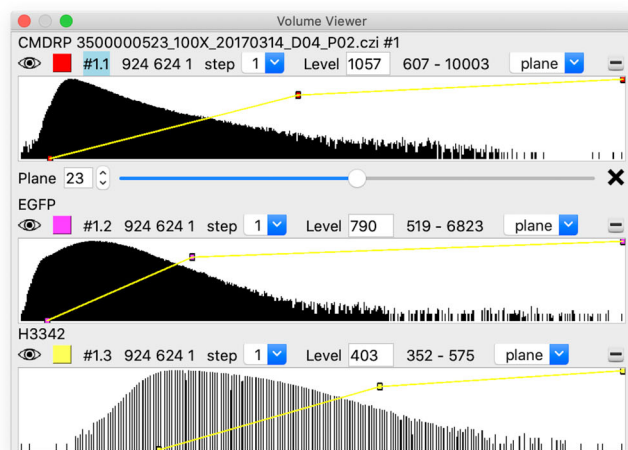 Volume Viewer
CMDRP 3500000523_100X_20170314_D04_P02.czi #1
#1.1 924 624 1 step 1 Level 1057 607 - 10003 plane
Plane 23
EGFP
#1.2 924 624 1 step 1 Level 790 519 - 6823 plane
H3342
#1.3 924 624 1 step 1 Level 403 352 - 575 plane